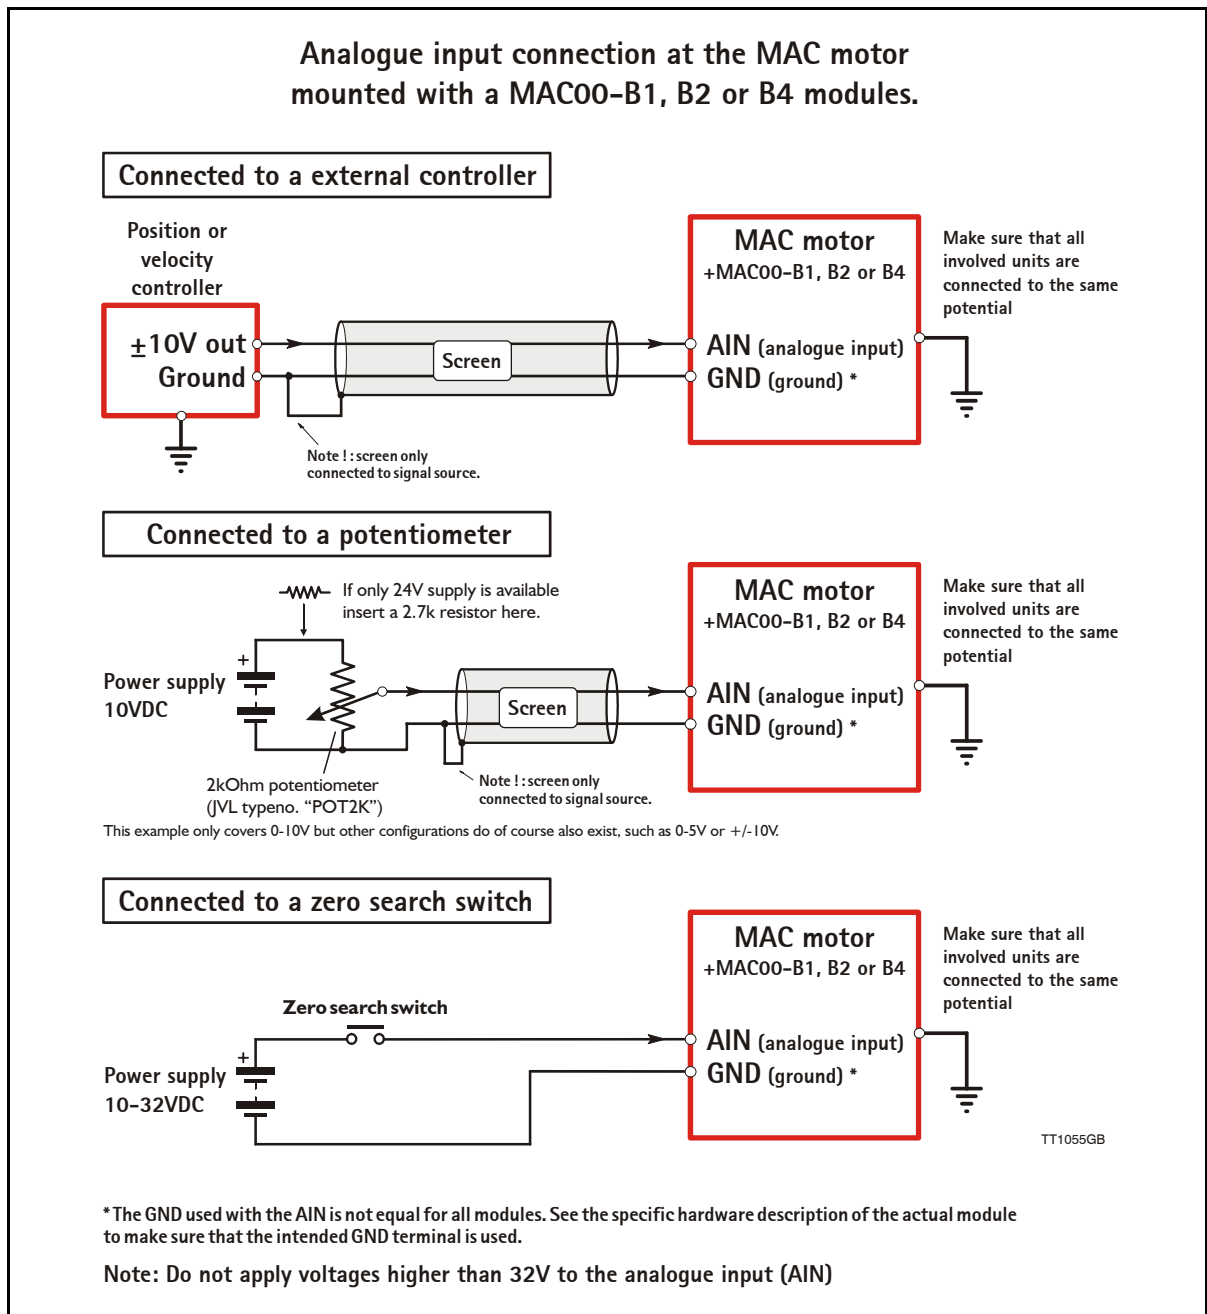 Analogue input connection at the MAC motor
mounted with a MAC00-B1, B2 or B4 modules.
Connected to a external controller
Position or
velocity
controller
±10V out
Ground
Screen
Note ! : screen only
connected to signal source.
MAC motor
+MAC00-B1, B2 or B4
AIN (analogue input)
GND (ground) *
Make sure that all
involved units are
connected to the same
potential
Connected to a potentiometer
If only 24V supply is available
insert a 2.7k resistor here.
+
Power supply
10VDC
Screen
2kOhm potentiometer
(JVL typeno. “POT2K”)
Note ! : screen only
connected to signal source.
MAC motor
+MAC00-B1, B2 or B4
AIN (analogue input)
GND (ground) *
Make sure that all
involved units are
connected to the same
potential
This example only covers 0-10V but other configurations do of course also exist, such as 0-5V or +/-10V.
Connected to a zero search switch
Zero search switch
+
Power supply
10-32VDC
MAC motor
+MAC00-B1, B2 or B4
AIN (analogue input)
GND (ground) *
Make sure that all
involved units are
connected to the same
potential
TT1055GB
* The GND used with the AIN is not equal for all modules. See the specific hardware description of the actual module
to make sure that the intended GND terminal is used.
Note: Do not apply voltages higher than 32V to the analogue input (AIN)